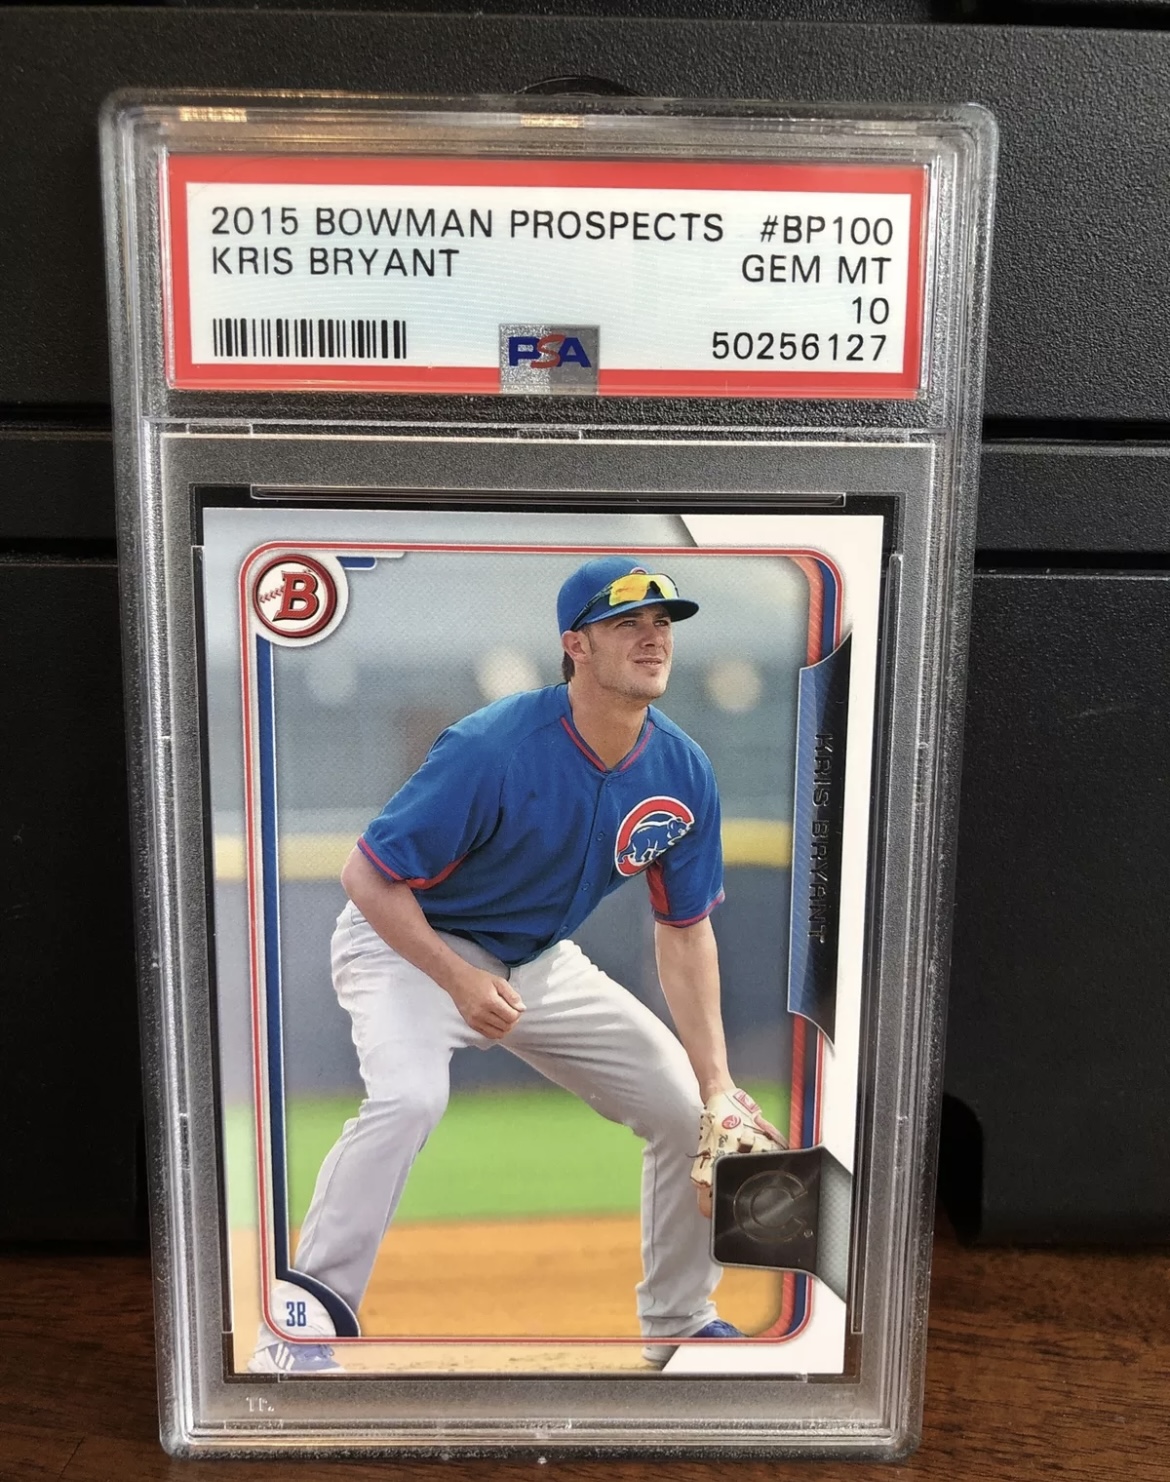 2015 BOWMAN PROSPECTS #BP100
KRIS BRYANT GEM MT
10
50256127
PSA
B
KRIS BRYANT
C
3B